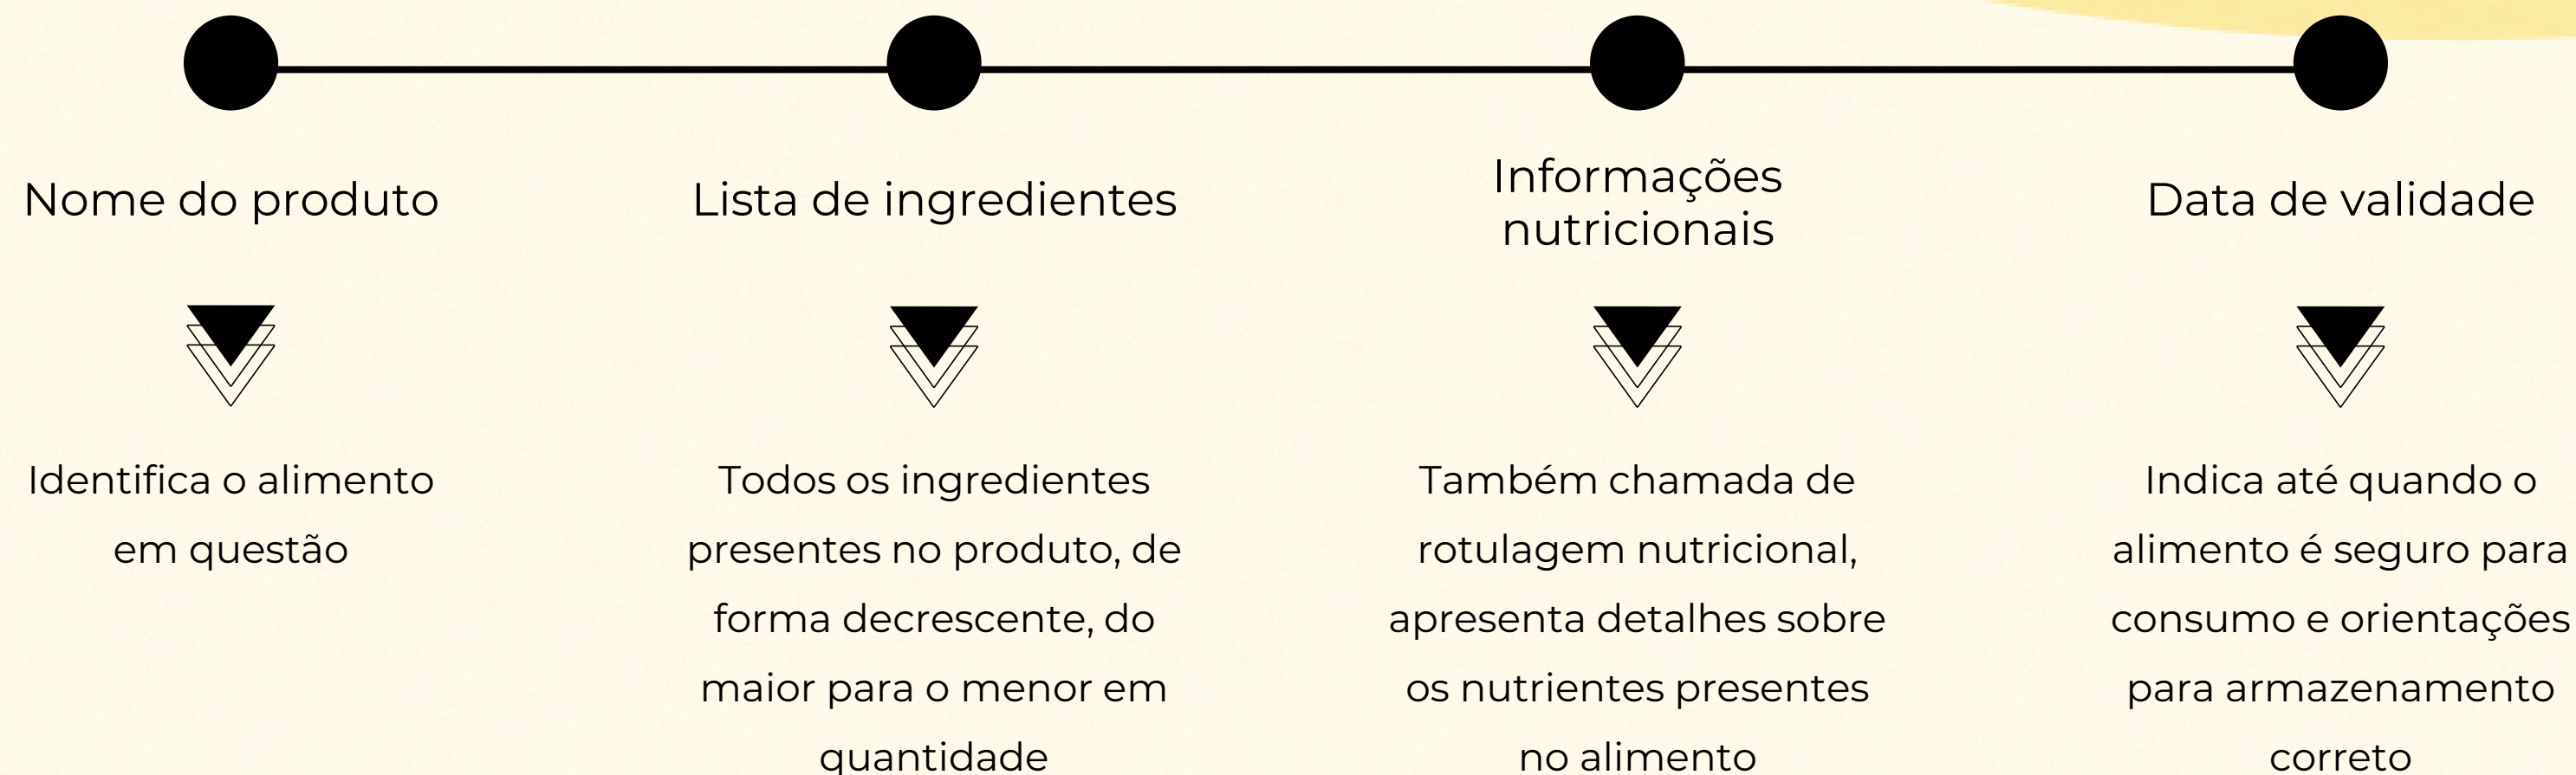 Nome do produto
Lista de ingredientes
Informações
nutricionais
Data de validade
Identifica o alimento
em questão
Todos os ingredientes
presentes no produto, de
forma decrescente, do
maior para o menor em
quantidade
Também chamada de
rotulagem nutricional,
apresenta detalhes sobre
os nutrientes presentes
no alimento
Indica até quando o
alimento é seguro para
consumo e orientações
para armazenamento
correto